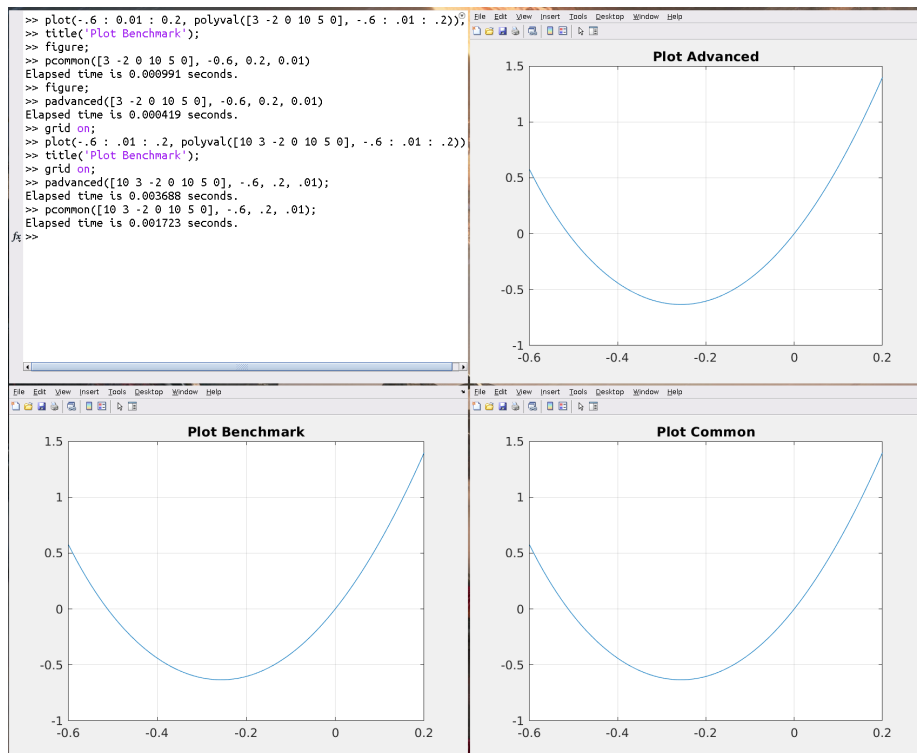 >> plot(-.6 : 0.01 : 0.2, polyval([3 -2 0 10 5 0], -.6 : .01 : .2));
>> title('Plot Benchmark');
>> figure;
>> pcommon([3 -2 0 10 5 0], -0.6, 0.2, 0.01)
Elapsed time is 0.000991 seconds.
>> figure;
>> padvanced([3 -2 0 10 5 0], -0.6, 0.2, 0.01)
Elapsed time is 0.000419 seconds.
>> grid on;
>> plot(-.6 : .01 : .2, polyval([10 3 -2 0 10 5 0], -.6 : .01 : .2))
>> title('Plot Benchmark');
>> grid on;
>> padvanced([10 3 -2 0 10 5 0], -.6, .2, .01);
Elapsed time is 0.003688 seconds.
>> pcommon([10 3 -2 0 10 5 0], -.6, .2, .01);
Elapsed time is 0.001723 seconds.
fx >>
File Edit View Insert Tools Desktop Window Help
Plot Advanced
1.5
1
0.5
0
-0.5
-1
-0.6 -0.4 -0.2 0 0.2
File Edit View Insert Tools Desktop Window Help
Plot Benchmark
1.5
1
0.5
0
-0.5
-1
-0.6 -0.4 -0.2 0 0.2
File Edit View Insert Tools Desktop Window Help
Plot Common
1.5
1
0.5
0
-0.5
-1
-0.6 -0.4 -0.2 0 0.2